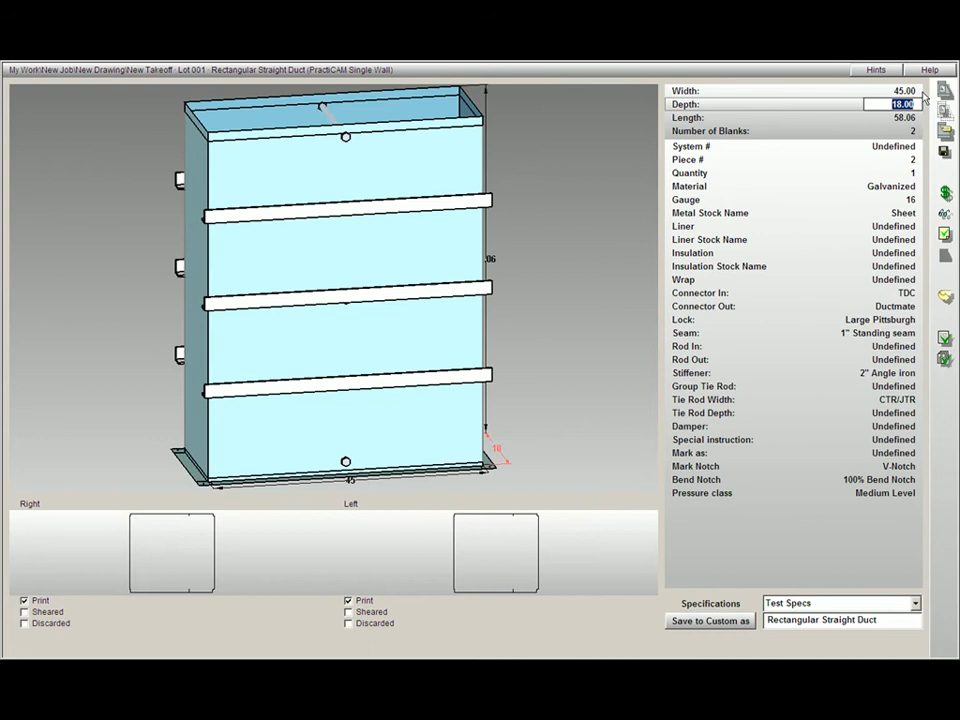 My Work\New Job\New Drawing\New Takeoff - Lot 001 - Rectangular Straight Duct (PractiCAM Single Wall)
Hints
Help
Width: 45.00
Depth: 18.00
Length: 58.06
Number of Blanks: 2
System # Undefined
Piece # 2
Quantity 1
Material Galvanized
Gauge 16
Metal Stock Name Sheet
Liner Undefined
Liner Stock Name Undefined
Insulation Undefined
Insulation Stock Name Undefined
Wrap Undefined
Connector In: TDC
Connector Out: Ductmate
Lock: Large Pittsburgh
Seam: 1" Standing seam
Rod In: Undefined
Rod Out: Undefined
Stiffener: 2" Angle iron
Group Tie Rod: Undefined
Tie Rod Width: CTR/JTR
Tie Rod Depth: Undefined
Damper: Undefined
Special instruction: Undefined
Mark as: Undefined
Mark Notch V-Notch
Bend Notch 100% Bend Notch
Pressure class Medium Level
.06
18
45
Right
Left
Print
Sheared
Discarded
Print
Sheared
Discarded
Specifications Test Specs
Save to Custom as Rectangular Straight Duct